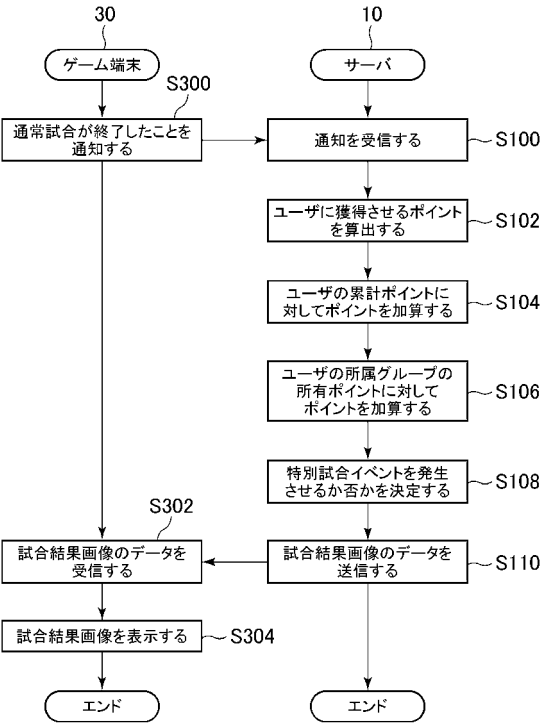 30
10
ゲーム端末
サーバ
S300
通常試合が終了したことを
通知する
通知を受信する
S100
ユーザに獲得させるポイント
を算出する
S102
ユーザの累計ポイントに
対してポイントを加算する
S104
ユーザの所属グループの
所有ポイントに対して
ポイントを加算する
S106
特別試合イベントを発生
させるか否かを決定する
S108
S302
試合結果画像のデータを
受信する
試合結果画像のデータを
送信する
S110
試合結果画像を表示する
S304
エンド
エンド